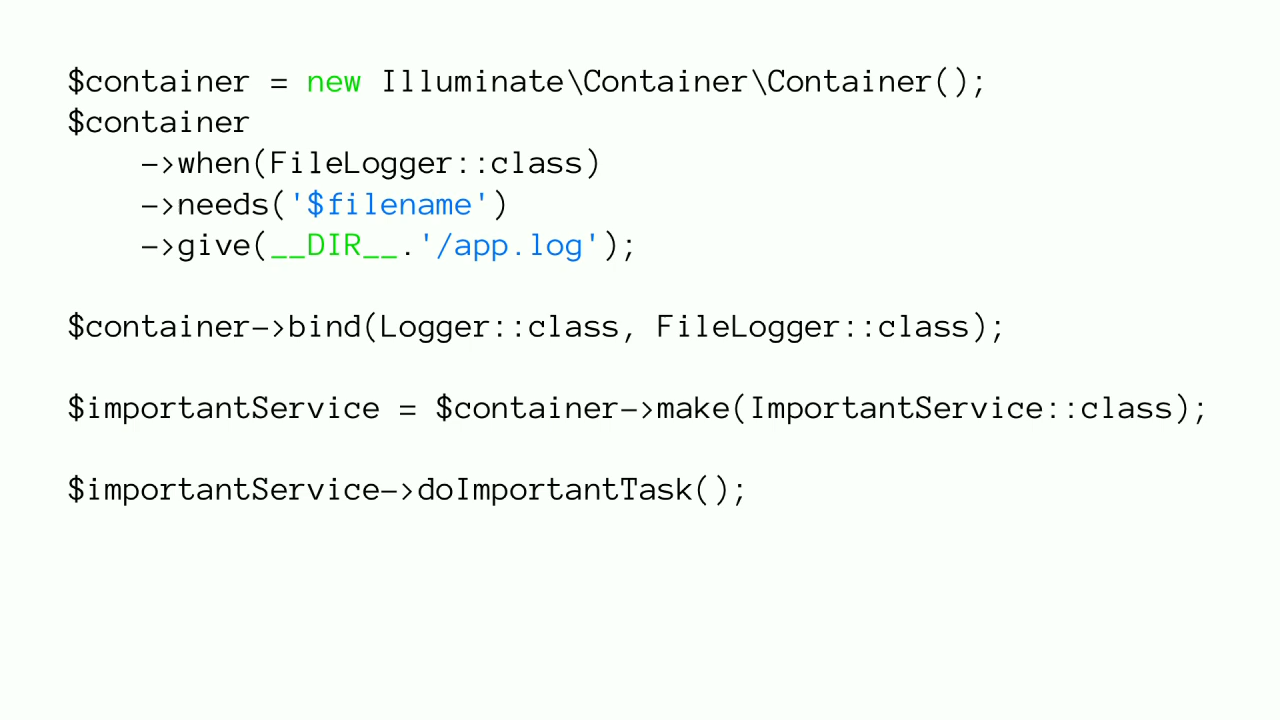 $container = new Illuminate\Container\Container();
$container
    ->when(FileLogger::class)
    ->needs('$filename')
    ->give(__DIR__.'/app.log');
$container->bind(Logger::class, FileLogger::class);
$importantService = $container->make(ImportantService::class);
$importantService->doImportantTask();